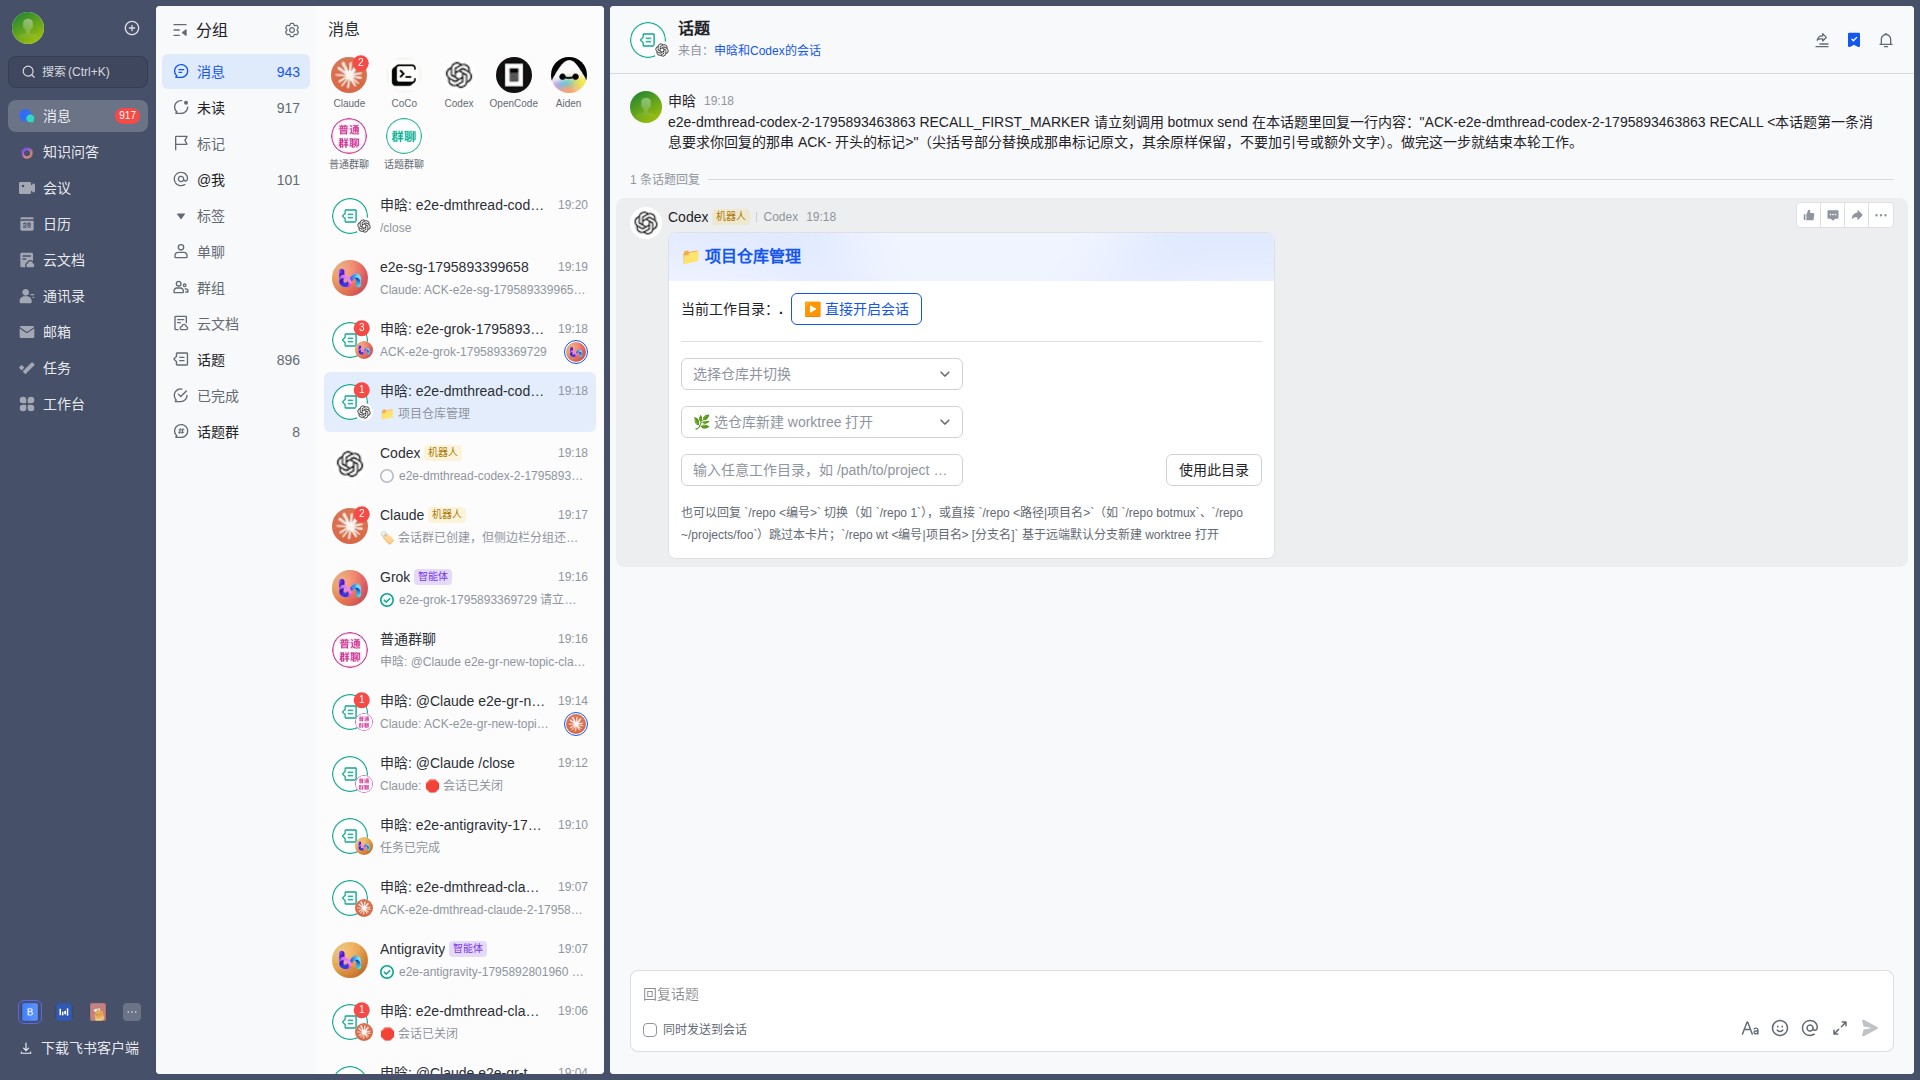 搜索 (Ctrl+K)
消息 917
知识问答
会议
日历
云文档
通讯录
邮箱
任务
工作台
下载飞书客户端
分组
消息 943
未读 917
标记
@我 101
标签
单聊
群组
云文档
话题 896
已完成
话题群 8
消息
2
Claude CoCo Codex OpenCode Aiden
普通群聊 群聊
普通群聊 话题群聊
申晗: e2e-dmthread-cod... 19:20
/close
e2e-sg-1795893399658 19:19
Claude: ACK-e2e-sg-179589339965...
3 申晗: e2e-grok-1795893... 19:18
ACK-e2e-grok-1795893369729
1 申晗: e2e-dmthread-cod... 19:18
项目仓库管理
Codex 机器人 19:18
e2e-dmthread-codex-2-1795893...
2 Claude 机器人 19:17
会话群已创建，但侧边栏分组还...
Grok 智能体 19:16
e2e-grok-1795893369729 请立...
普通群聊 普通群聊 19:16
申晗: @Claude e2e-gr-new-topic-cla...
1 申晗: @Claude e2e-gr-n... 19:14
Claude: ACK-e2e-gr-new-topi...
申晗: @Claude /close 19:12
Claude: 会话已关闭
申晗: e2e-antigravity-17... 19:10
任务已完成
申晗: e2e-dmthread-cla... 19:07
ACK-e2e-dmthread-claude-2-17958...
Antigravity 智能体 19:07
e2e-antigravity-1795892801960 ...
1 申晗: e2e-dmthread-cla... 19:06
会话已关闭
申晗: @Claude e2e-gr-t... 19:04
话题
来自：申晗和Codex的会话
申晗 19:18
e2e-dmthread-codex-2-1795893463863 RECALL_FIRST_MARKER 请立刻调用 botmux send 在本话题里回复一行内容："ACK-e2e-dmthread-codex-2-1795893463863 RECALL <本话题第一条消
息要求你回复的那串 ACK- 开头的标记>"（尖括号部分替换成那串标记原文，其余原样保留，不要加引号或额外文字）。做完这一步就结束本轮工作。
1 条话题回复
Codex 机器人 | Codex 19:18
项目仓库管理
当前工作目录：. 直接开启会话
选择仓库并切换
选仓库新建 worktree 打开
输入任意工作目录，如 /path/to/project ... 使用此目录
也可以回复 `/repo <编号>` 切换（如 `/repo 1`），或直接 `/repo <路径|项目名>`（如 `/repo botmux`、`/repo
~/projects/foo`）跳过本卡片；`/repo wt <编号|项目名> [分支名]` 基于远端默认分支新建 worktree 打开
回复话题
同时发送到会话